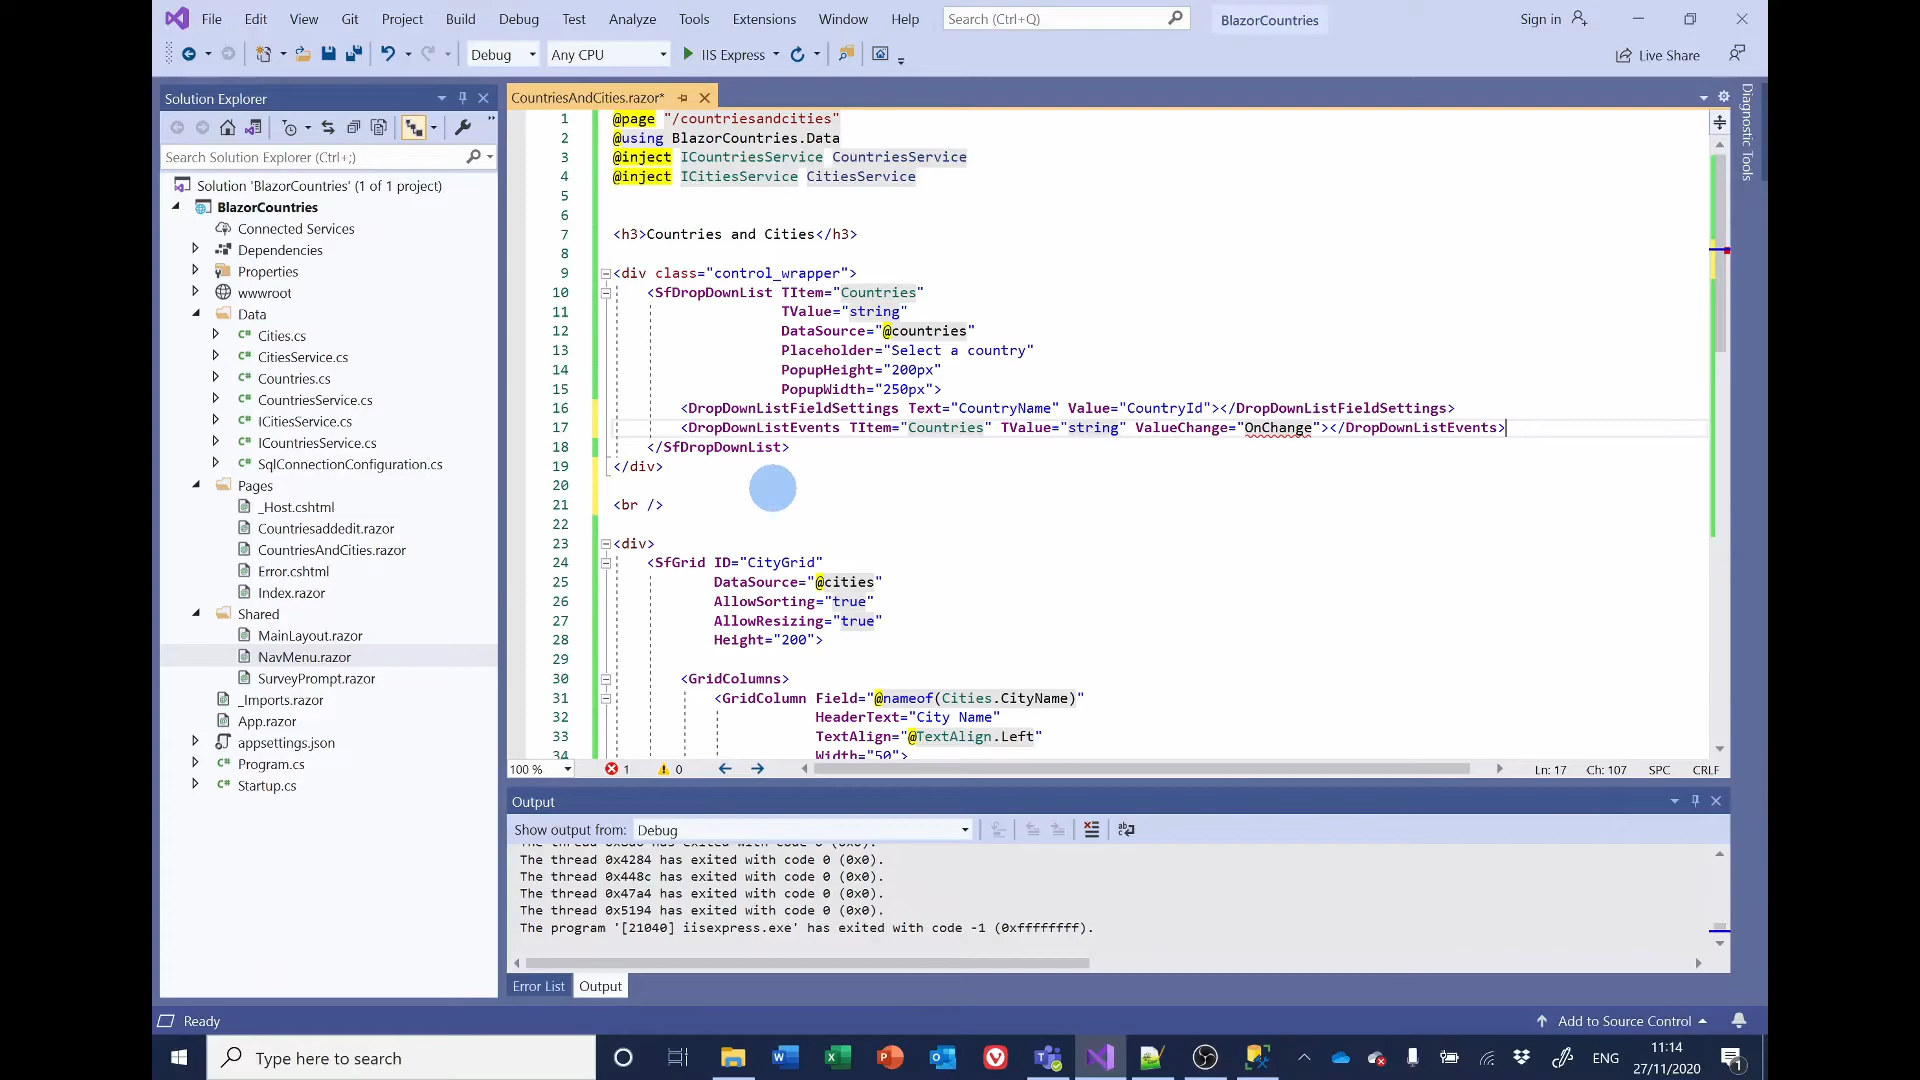 File Edit View Git Project Build Debug Test Analyze Tools Extensions Window Help Search (Ctrl+Q) BlazorCountries Sign in
Debug Any CPU IIS Express Live Share
Solution Explorer
Search Solution Explorer (Ctrl+;)
Solution 'BlazorCountries' (1 of 1 project)
BlazorCountries
Connected Services
Dependencies
Properties
wwwroot
Data
C# Cities.cs
C# CitiesService.cs
C# Countries.cs
C# CountriesService.cs
C# ICitiesService.cs
C# ICountriesService.cs
C# SqlConnectionConfiguration.cs
Pages
_Host.cshtml
Countriesaddedit.razor
CountriesAndCities.razor
Error.cshtml
Index.razor
Shared
MainLayout.razor
NavMenu.razor
SurveyPrompt.razor
_Imports.razor
App.razor
appsettings.json
C# Program.cs
C# Startup.cs
CountriesAndCities.razor*
1 @page "/countriesandcities"
2 @using BlazorCountries.Data
3 @inject ICountriesService CountriesService
4 @inject ICitiesService CitiesService
5
6
7 <h3>Countries and Cities</h3>
8
9 <div class="control_wrapper">
10 <SfDropDownList TItem="Countries"
11 TValue="string"
12 DataSource="@countries"
13 Placeholder="Select a country"
14 PopupHeight="200px"
15 PopupWidth="250px">
16 <DropDownListFieldSettings Text="CountryName" Value="CountryId"></DropDownListFieldSettings>
17 <DropDownListEvents TItem="Countries" TValue="string" ValueChange="OnChange"></DropDownListEvents>
18 </SfDropDownList>
19 </div>
20
21 <br />
22
23 <div>
24 <SfGrid ID="CityGrid"
25 DataSource="@cities"
26 AllowSorting="true"
27 AllowResizing="true"
28 Height="200">
29
30 <GridColumns>
31 <GridColumn Field="@nameof(Cities.CityName)"
32 HeaderText="City Name"
33 TextAlign="@TextAlign.Left"
34 Width="50">
100 % 1 0 Ln: 17 Ch: 107 SPC CRLF
Diagnostic Tools
Output
Show output from: Debug
The thread 0x4284 has exited with code 0 (0x0).
The thread 0x448c has exited with code 0 (0x0).
The thread 0x47a4 has exited with code 0 (0x0).
The thread 0x5194 has exited with code 0 (0x0).
The program '[21040] iisexpress.exe' has exited with code -1 (0xffffffff).
Error List Output
Ready Add to Source Control
Type here to search ENG 11:14
27/11/2020 1